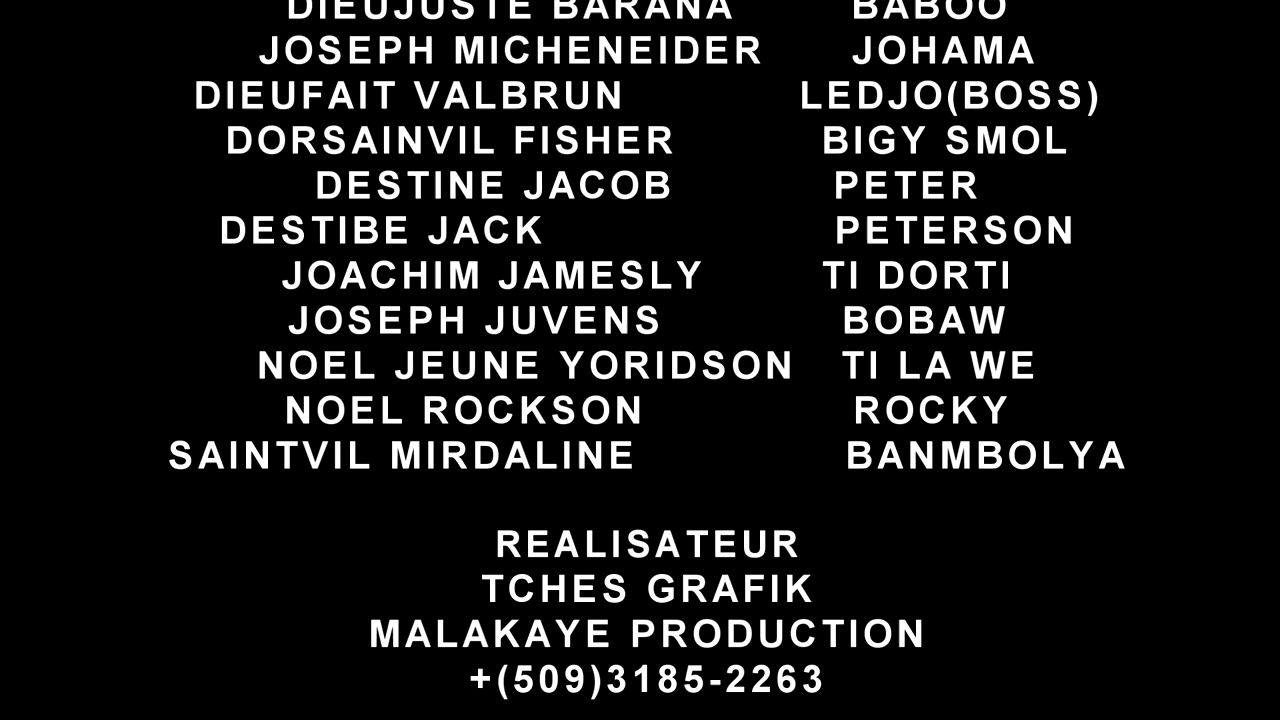 DIEUJUSTE BARANA BABOO
JOSEPH MICHENEIDER JOHAMA
DIEUFAIT VALBRUN LEDJO(BOSS)
DORSAINVIL FISHER BIGY SMOL
DESTINE JACOB PETER
DESTIBE JACK PETERSON
JOACHIM JAMESLY TI DORTI
JOSEPH JUVENS BOBAW
NOEL JEUNE YORIDSON TI LA WE
NOEL ROCKSON ROCKY
SAINTVIL MIRDALINE BANMBOLYA
REALISATEUR
TCHES GRAFIK
MALAKAYE PRODUCTION
+(509)3185-2263